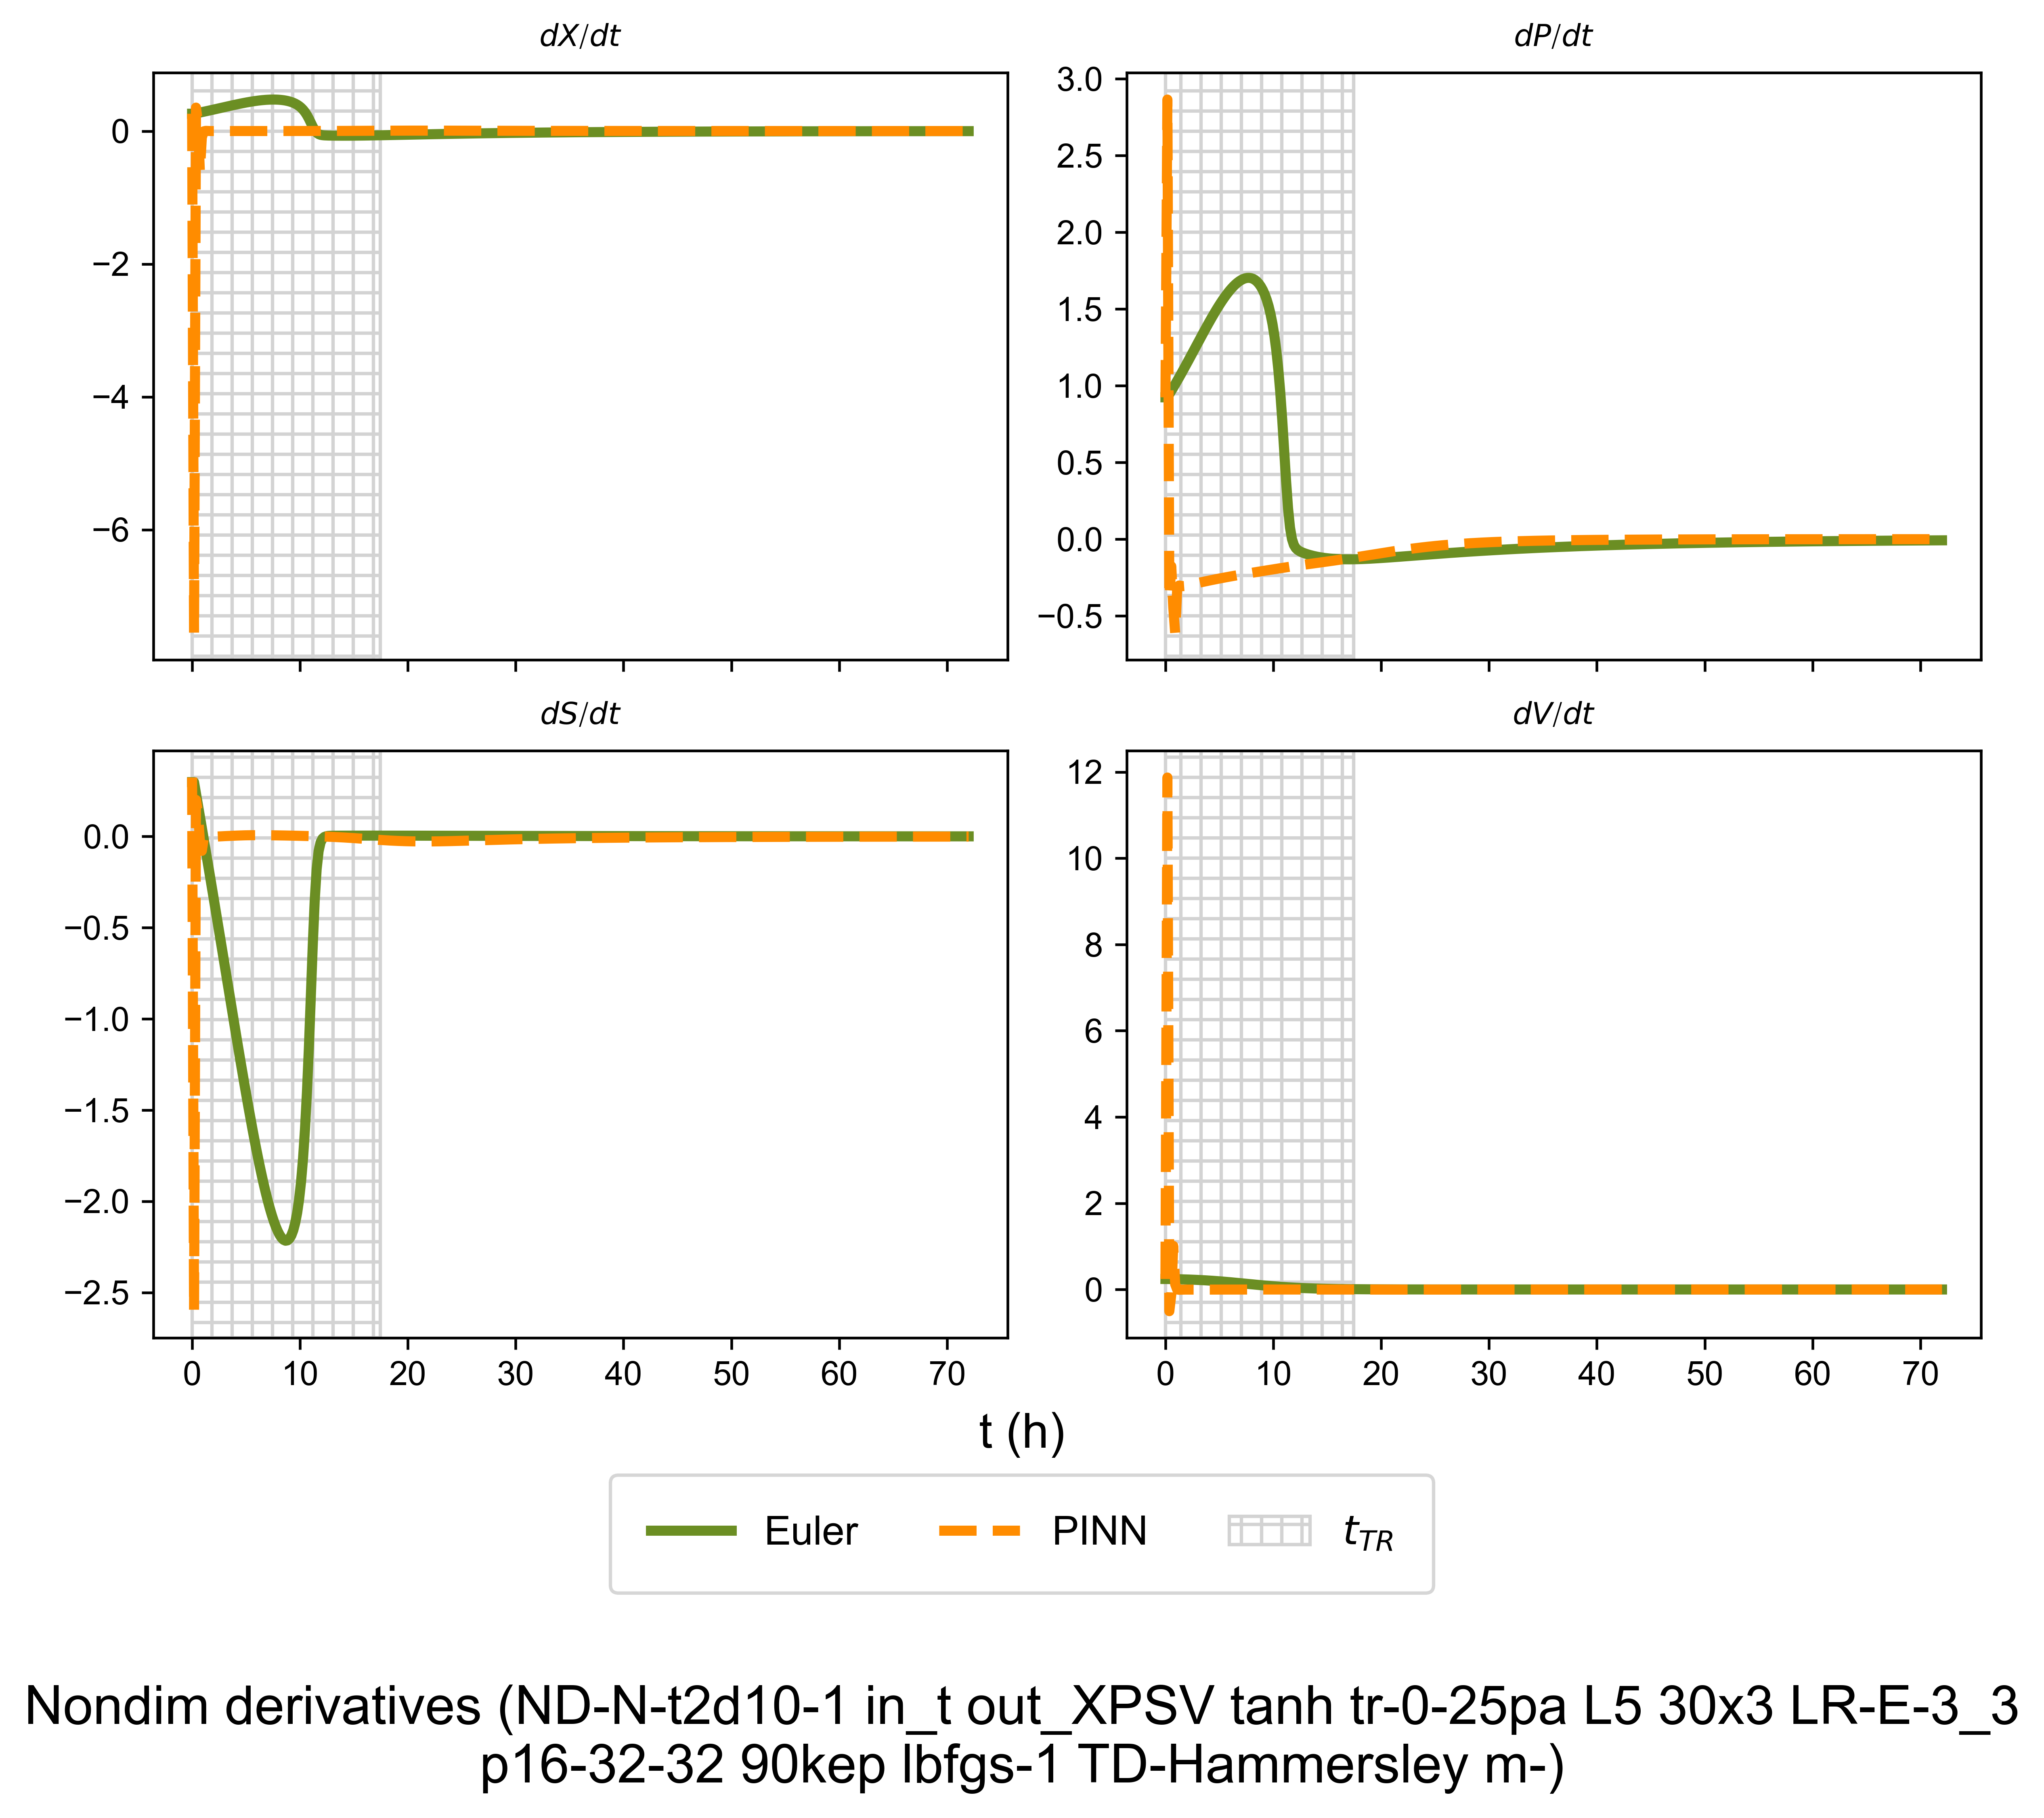 dX/dt
dP/dt
0
−2
−4
−6
3.0
2.5
2.0
1.5
1.0
0.5
0.0
−0.5
dS/dt
dV/dt
0.0
−0.5
−1.0
−1.5
−2.0
−2.5
0 10 20 30 40 50 60 70
12
10
8
6
4
2
0
0 10 20 30 40 50 60 70
t (h)
Euler PINN t_TR
Nondim derivatives (ND-N-t2d10-1 in_t out_XPSV tanh tr-0-25pa L5 30x3 LR-E-3_3
p16-32-32 90kep lbfgs-1 TD-Hammersley m-)